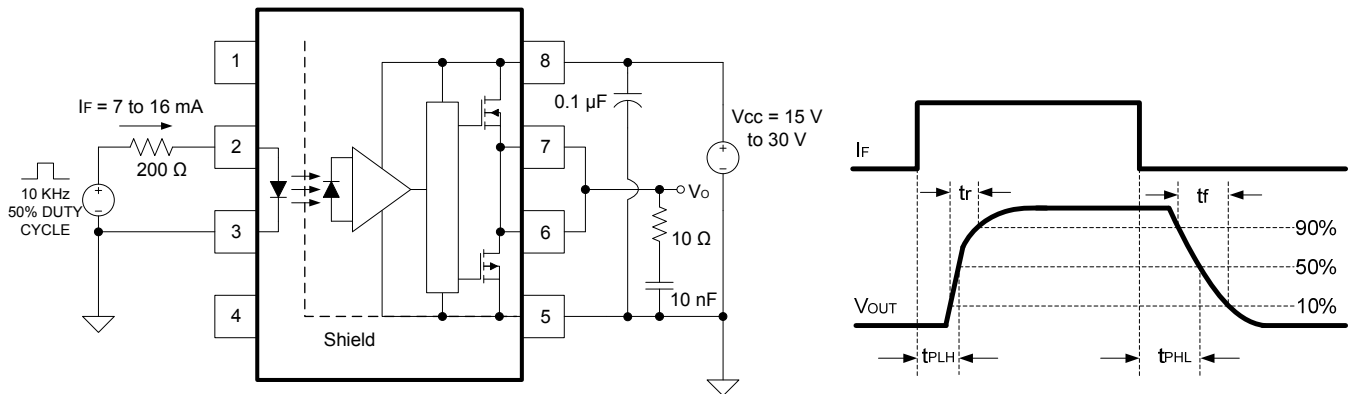 1
8
IF = 7 to 16 mA
0.1 µF
Vcc = 15 V
to 30 V
2
7
200 Ω
+
–
10 KHz
50% DUTY
CYCLE
+
–
Vo
3
6
10 Ω
10 nF
4
5
Shield
IF
tr
tf
90%
50%
10%
VOUT
tPLH
tPHL